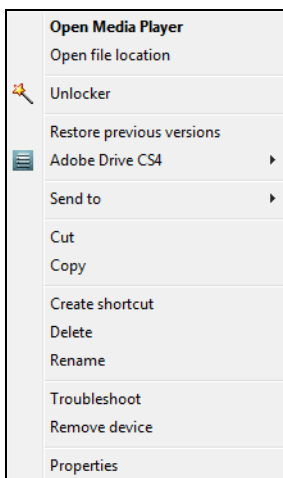 Open Media Player
Open file location
Unlocker
Restore previous versions
Adobe Drive CS4
Send to
Cut
Copy
Create shortcut
Delete
Rename
Troubleshoot
Remove device
Properties